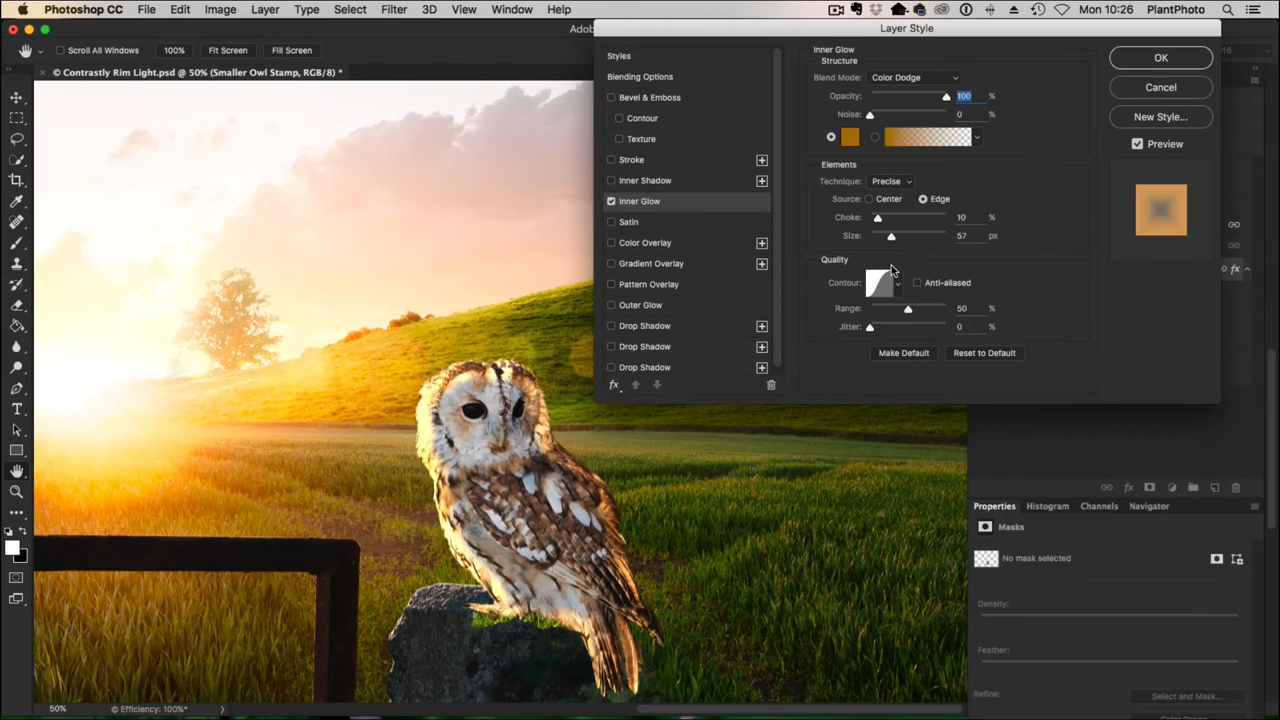 Photoshop CC File Edit Image Layer Type Select Filter 3D View Window Help Mon 10:26 PlantPhoto
Scroll All Windows 100% Fit Screen Fill Screen Adob
© Contrastly Rim Light.psd @ 50% (Smaller Owl Stamp, RGB/8) *
Layer Style
Styles
Blending Options
Bevel & Emboss
Contour
Texture
Stroke
Inner Shadow
Inner Glow
Satin
Color Overlay
Gradient Overlay
Pattern Overlay
Outer Glow
Drop Shadow
Drop Shadow
Drop Shadow
fx
Inner Glow
Structure
Blend Mode: Color Dodge
Opacity: 100 %
Noise: 0 %
Elements
Technique: Precise
Source: Center Edge
Choke: 10 %
Size: 57 px
Quality
Contour: Anti-aliased
Range: 50 %
Jitter: 0 %
Make Default Reset to Default
OK
Cancel
New Style...
Preview
fx
fx
Properties Histogram Channels Navigator
Masks
No mask selected
Density:
Feather:
Refine: Select and Mask...
50% © Efficiency: 100%*